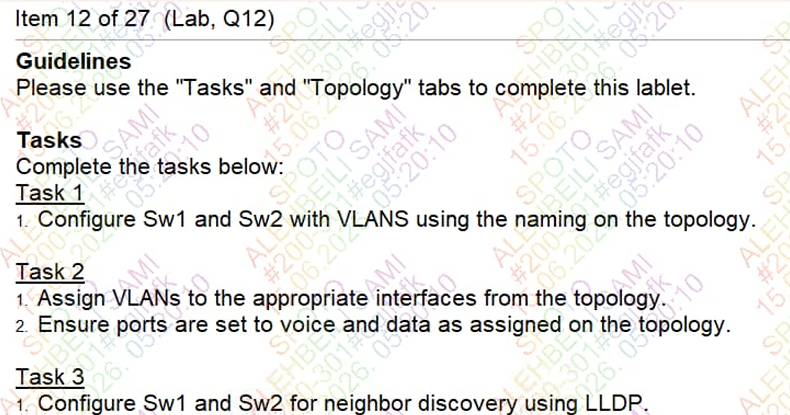 Item 12 of 27 (Lab, Q12)
Guidelines
Please use the "Tasks" and "Topology" tabs to complete this lablet.
Tasks
Complete the tasks below:
Task 1
1. Configure Sw1 and Sw2 with VLANS using the naming on the topology.
Task 2
1. Assign VLANs to the appropriate interfaces from the topology.
2. Ensure ports are set to voice and data as assigned on the topology.
Task 3
1. Configure Sw1 and Sw2 for neighbor discovery using LLDP.